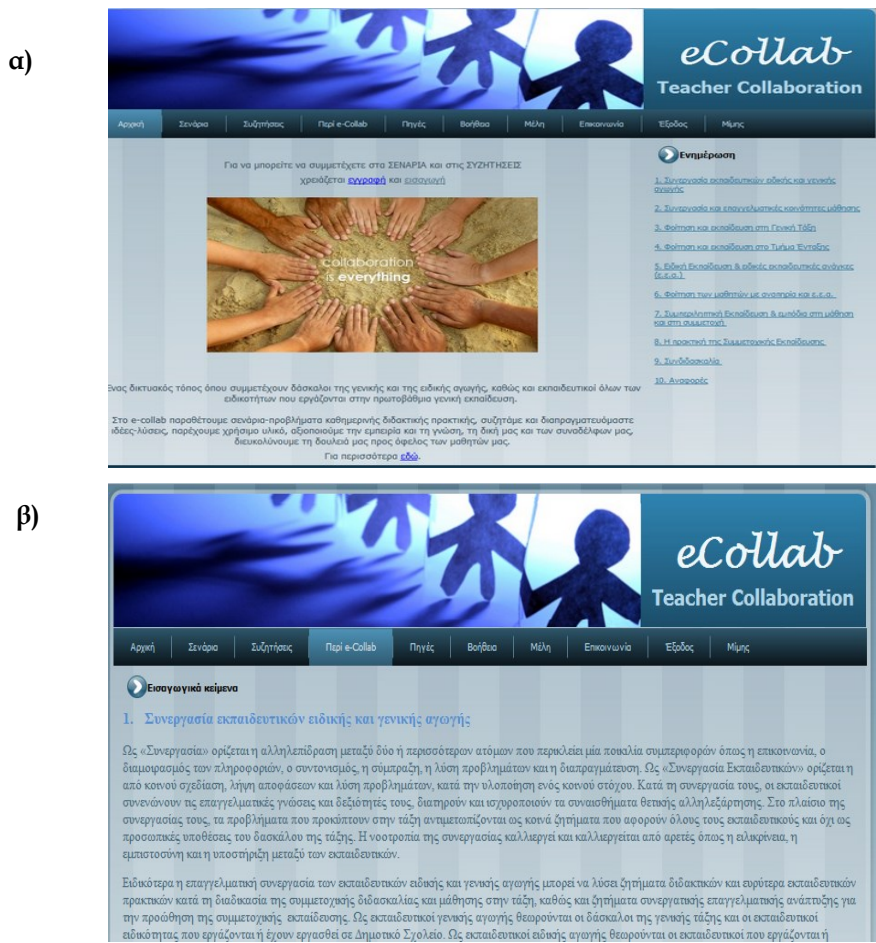 α)
eCollab
Teacher Collaboration
Αρχική Σενάρια Συζητήσεις Περί e-Collab Πηγές Βοήθεια Μέλη Επικοινωνία Έξοδος Μίμης
Για να μπορείτε να συμμετέχετε στα ΣΕΝΑΡΙΑ και στις ΣΥΖΗΤΗΣΕΙΣ
χρειάζεται εγγραφή και εισαγωγή
collaboration
is everything
Ένας δικτυακός τόπος όπου συμμετέχουν δάσκαλοι της γενικής και της ειδικής αγωγής, καθώς και εκπαιδευτικοί όλων των
ειδικοτήτων που εργάζονται στην πρωτοβάθμια γενική εκπαίδευση.
Στο e-collab παραθέτουμε σενάρια-προβλήματα καθημερινής διδακτικής πρακτικής, συζητάμε και διαπραγματευόμαστε
ιδέες-λύσεις, παρέχουμε χρήσιμο υλικό, αξιοποιούμε την εμπειρία και τη γνώση, τη δική μας και των συναδέλφων μας,
διευκολύνουμε τη δουλειά μας προς όφελος των μαθητών μας.
Για περισσότερα εδώ.
Ενημέρωση
1. Συνεργασία εκπαιδευτικών ειδικής και γενικής
αγωγής
2. Συνεργασία και επαγγελματικές κοινότητες μάθησης
3. Φοίτηση και εκπαίδευση στη Γενική Τάξη
4. Φοίτηση και εκπαίδευση στο Τμήμα Ένταξης
5. Ειδική Εκπαίδευση & ειδικές εκπαιδευτικές ανάγκες
(ε.ε.α.)
6. Φοίτηση των μαθητών με αναπηρία και ε.ε.α.
7. Συμπεριληπτική Εκπαίδευση & εμπόδια στη μάθηση
και στη συμμετοχή
8. Η πρακτική της Συμμετοχικής Εκπαίδευσης
9. Συνδιδασκαλία
10. Αναφορές
β)
eCollab
Teacher Collaboration
Αρχική Σενάρια Συζητήσεις Περί e-Collab Πηγές Βοήθεια Μέλη Επικοινωνία Έξοδος Μίμης
Εισαγωγικά κείμενα
1. Συνεργασία εκπαιδευτικών ειδικής και γενικής αγωγής
Ως «Συνεργασία» ορίζεται η αλληλεπίδραση μεταξύ δύο ή περισσότερων ατόμων που περικλείει μία ποικιλία συμπεριφορών όπως η επικοινωνία, ο
διαμοιρασμός των πληροφοριών, ο συντονισμός, η σύμπραξη, η λύση προβλημάτων και η διαπραγμάτευση. Ως «Συνεργασία Εκπαιδευτικών» ορίζεται η
από κοινού σχεδίαση, λήψη αποφάσεων και λύση προβλημάτων, κατά την υλοποίηση ενός κοινού στόχου. Κατά τη συνεργασία τους, οι εκπαιδευτικοί
συνενώνουν τις επαγγελματικές γνώσεις και δεξιότητές τους, διατηρούν και ισχυροποιούν τα συναισθήματα θετικής αλληλεξάρτησης. Στο πλαίσιο της
συνεργασίας τους, τα προβλήματα που προκύπτουν στην τάξη αντιμετωπίζονται ως κοινά ζητήματα που αφορούν όλους τους εκπαιδευτικούς και όχι ως
προσωπικές υποθέσεις του δασκάλου της τάξης. Η νοοτροπία της συνεργασίας καλλιεργεί και καλλιεργείται από αρετές όπως η ειλικρίνεια, η
εμπιστοσύνη και η υποστήριξη μεταξύ των εκπαιδευτικών.
Ειδικότερα η επαγγελματική συνεργασία των εκπαιδευτικών ειδικής και γενικής αγωγής μπορεί να λύσει ζητήματα διδακτικών και ευρύτερα εκπαιδευτικών
πρακτικών κατά τη διαδικασία της συμμετοχικής διδασκαλίας και μάθησης στην τάξη, καθώς και ζητήματα συνεργατικής επαγγελματικής ανάπτυξης για
την προώθηση της συμμετοχικής εκπαίδευσης. Ως εκπαιδευτικοί γενικής αγωγής θεωρούνται οι δάσκαλοι της γενικής τάξης και οι εκπαιδευτικοί
ειδικότητας που εργάζονται ή έχουν εργασθεί σε Δημοτικό Σχολείο. Ως εκπαιδευτικοί ειδικής αγωγής θεωρούνται οι εκπαιδευτικοί που εργάζονται ή